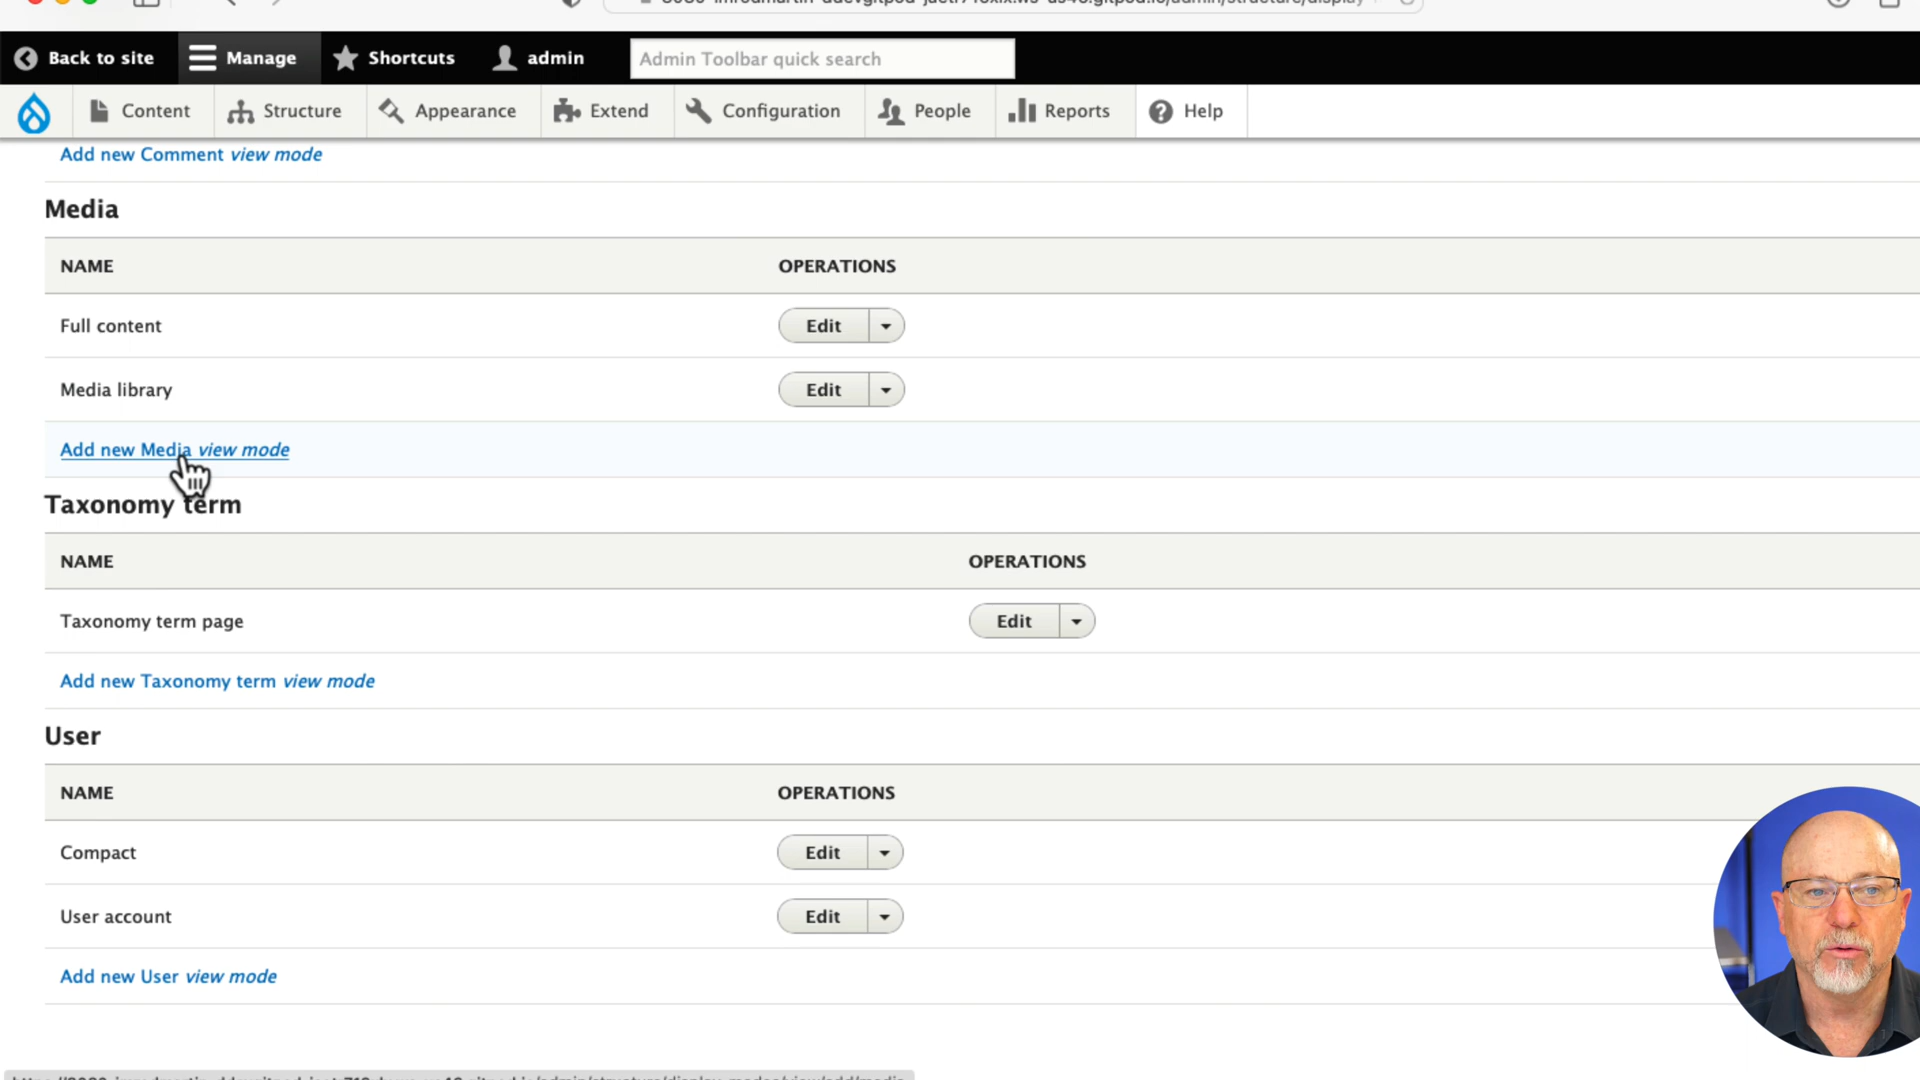 Back to site Manage Shortcuts admin Admin Toolbar quick search
Content Structure Appearance Extend Configuration People Reports Help
Add new Comment view mode
Media
NAME OPERATIONS
Full content Edit
Media library Edit
Add new Media view mode
Taxonomy term
NAME OPERATIONS
Taxonomy term page Edit
Add new Taxonomy term view mode
User
NAME OPERATIONS
Compact Edit
User account Edit
Add new User view mode